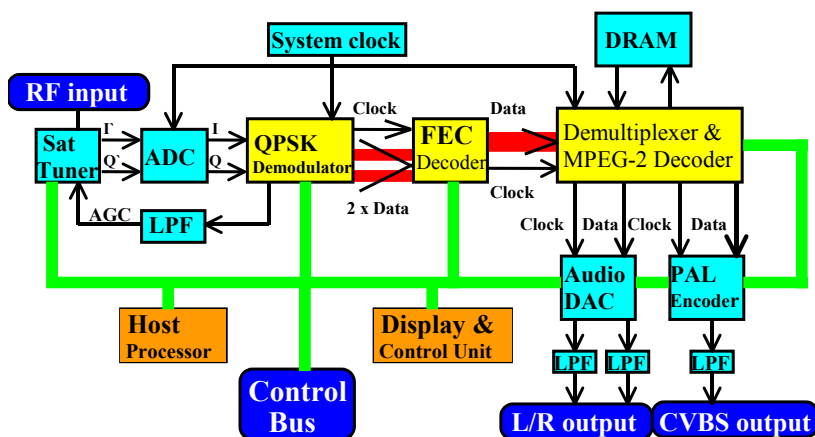 System clock
DRAM
RF input
Clock
Data
I`
I
Sat
Tuner
ADC
QPSK
Demodulator
FEC
Decoder
Demultiplexer &
MPEG-2 Decoder
Q`
Q
Clock
AGC
LPF
2 x Data
Clock
Data
Clock
Data
Audio
DAC
PAL
Encoder
Host
Processor
Display &
Control Unit
LPF
LPF
LPF
Control
Bus
L/R output
CVBS output